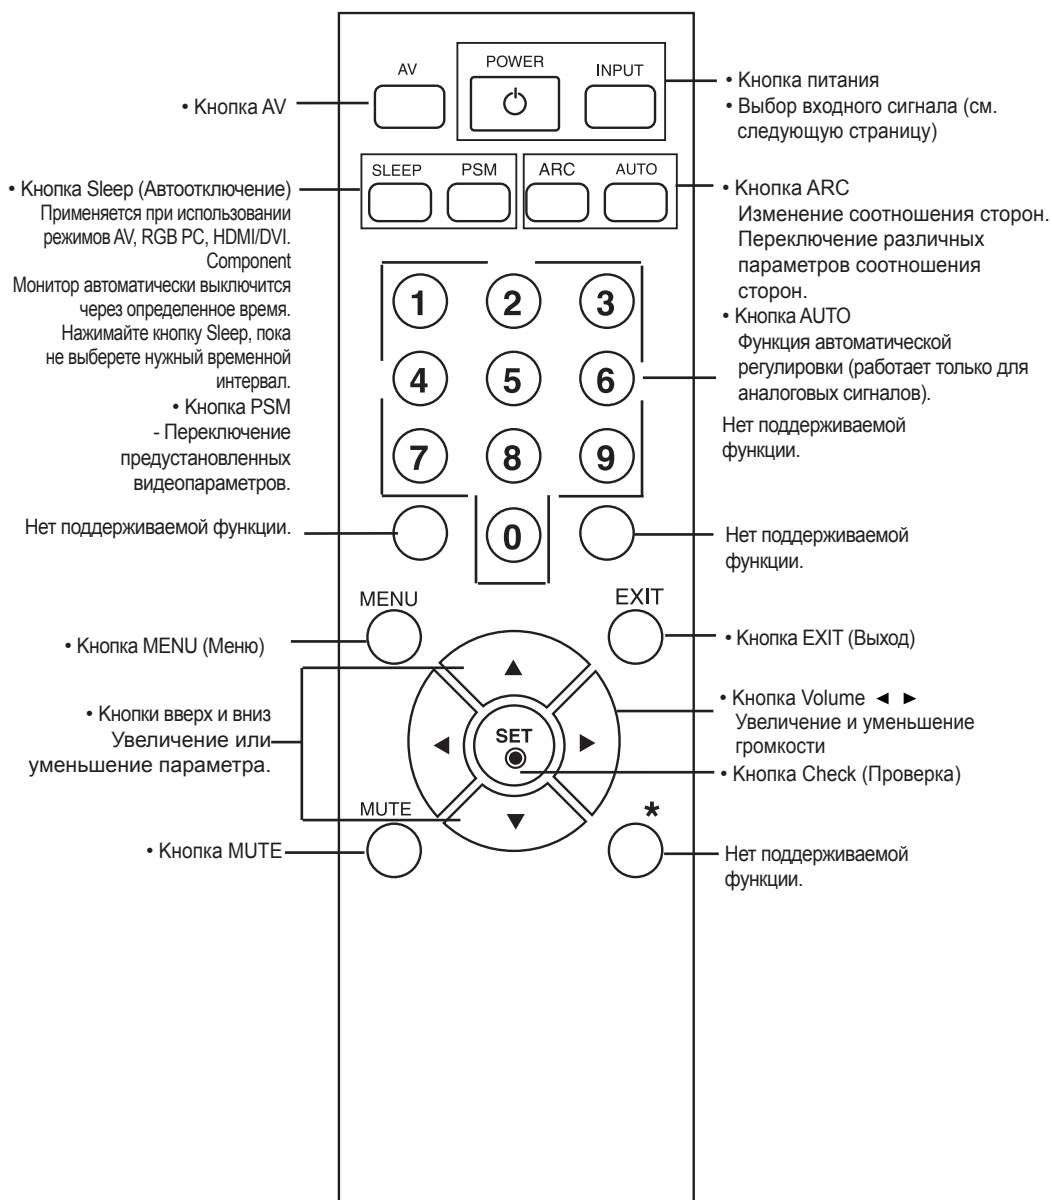 AV
POWER
INPUT
• Кнопка AV
• Кнопка питания
• Выбор входного сигнала (см.
следующую страницу)
SLEEP
PSM
ARC
AUTO
• Кнопка Sleep (Автоотключение)
Применяется при использовании
режимов AV, RGB PC, HDMI/DVI.
Component
Монитор автоматически выключится
через определенное время.
Нажимайте кнопку Sleep, пока
не выберете нужный временной
интервал.
• Кнопка PSM
- Переключение
предустановленных
видеопараметров.
• Кнопка ARC
Изменение соотношения сторон.
Переключение различных
параметров соотношения
сторон.
• Кнопка AUTO
Функция автоматической
регулировки (работает только для
аналоговых сигналов).
1 2 3
4 5 6
7 8 9
0
Нет поддерживаемой
функции.
Нет поддерживаемой функции.
Нет поддерживаемой
функции.
MENU
EXIT
• Кнопка MENU (Меню)
• Кнопка EXIT (Выход)
• Кнопки вверх и вниз
Увеличение или
уменьшение параметра.
▲
◄
SET
►
▼
• Кнопка Volume ◄ ►
Увеличение и уменьшение
громкости
• Кнопка Check (Проверка)
MUTE
*
• Кнопка MUTE
Нет поддерживаемой
функции.